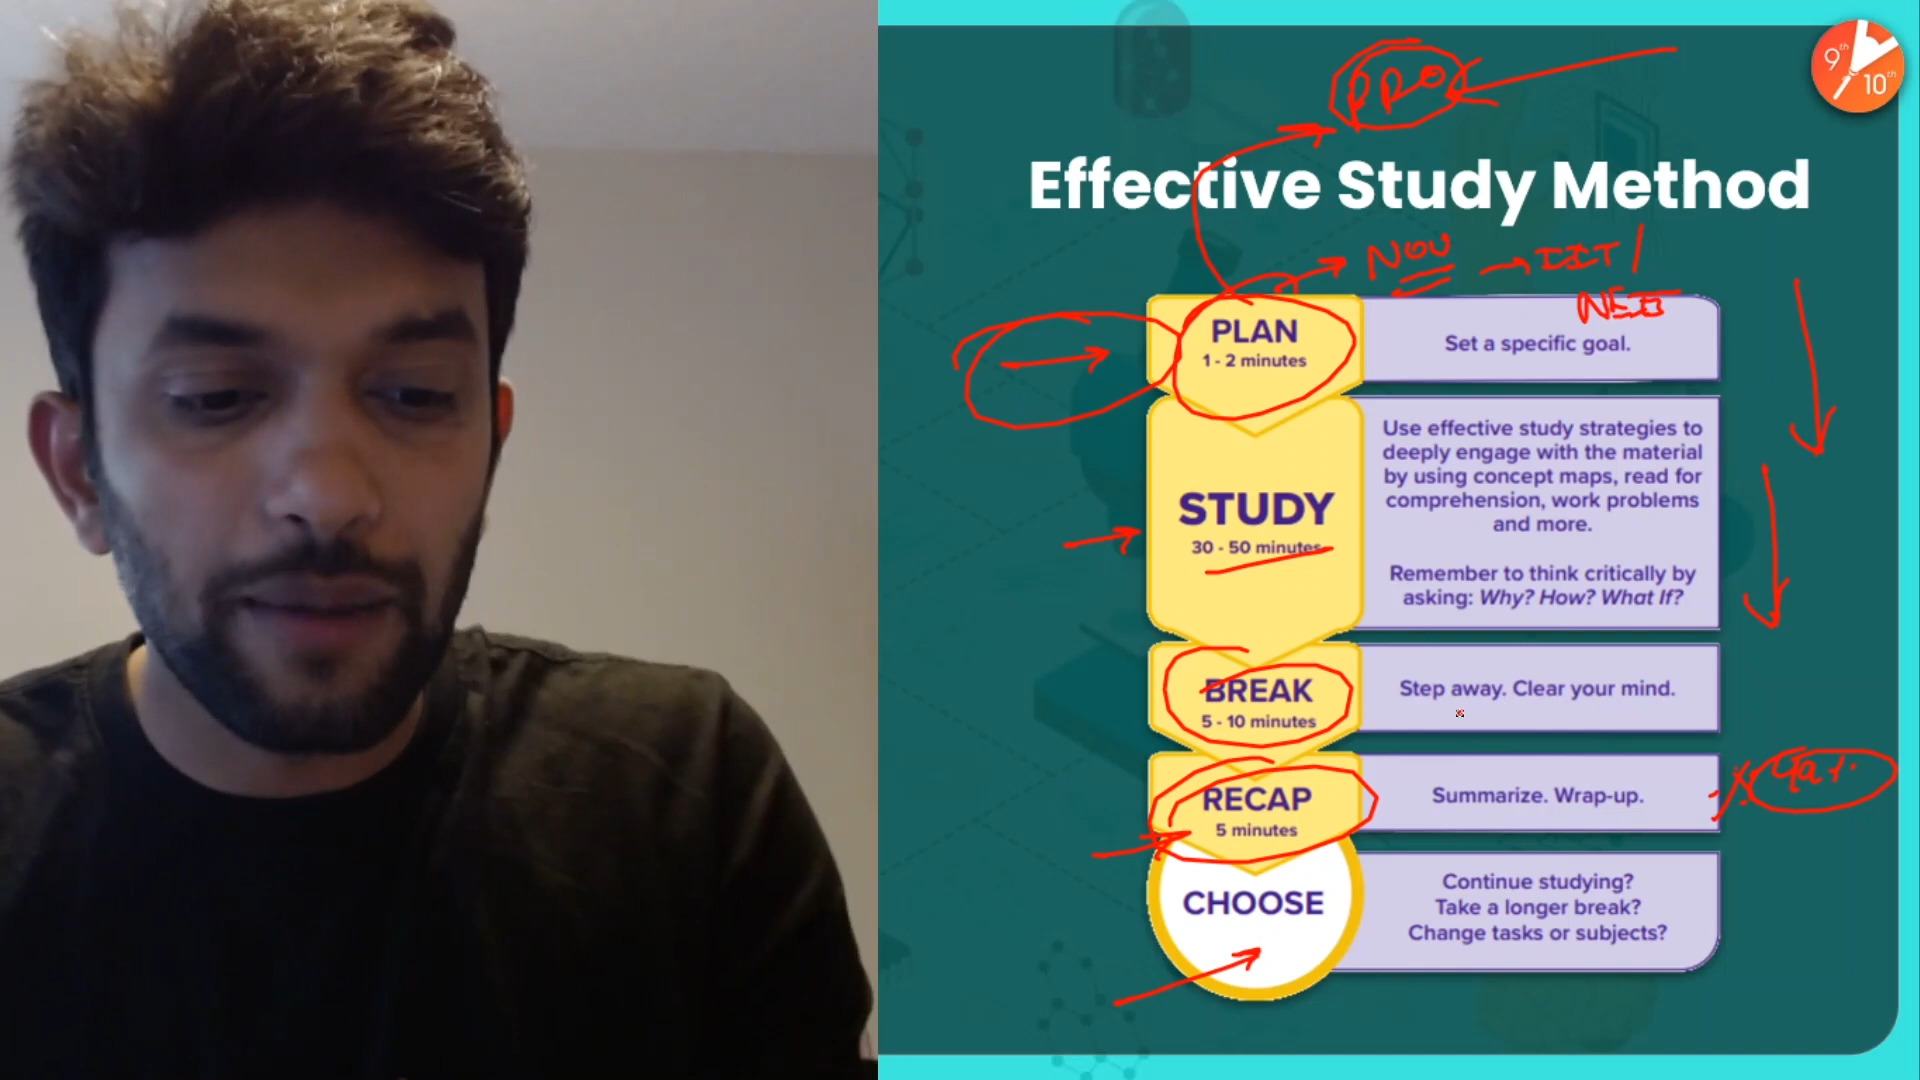 9th
10th
PRO
Effective Study Method
NOV → IIT /
PLAN
1 - 2 minutes
Set a specific goal.
STUDY
30 - 50 minutes
Use effective study strategies to
deeply engage with the material
by using concept maps, read for
comprehension, work problems
and more.
Remember to think critically by
asking: Why? How? What If?
BREAK
5 - 10 minutes
Step away. Clear your mind.
RECAP
5 minutes
Summarize. Wrap-up.
CHOOSE
Continue studying?
Take a longer break?
Change tasks or subjects?